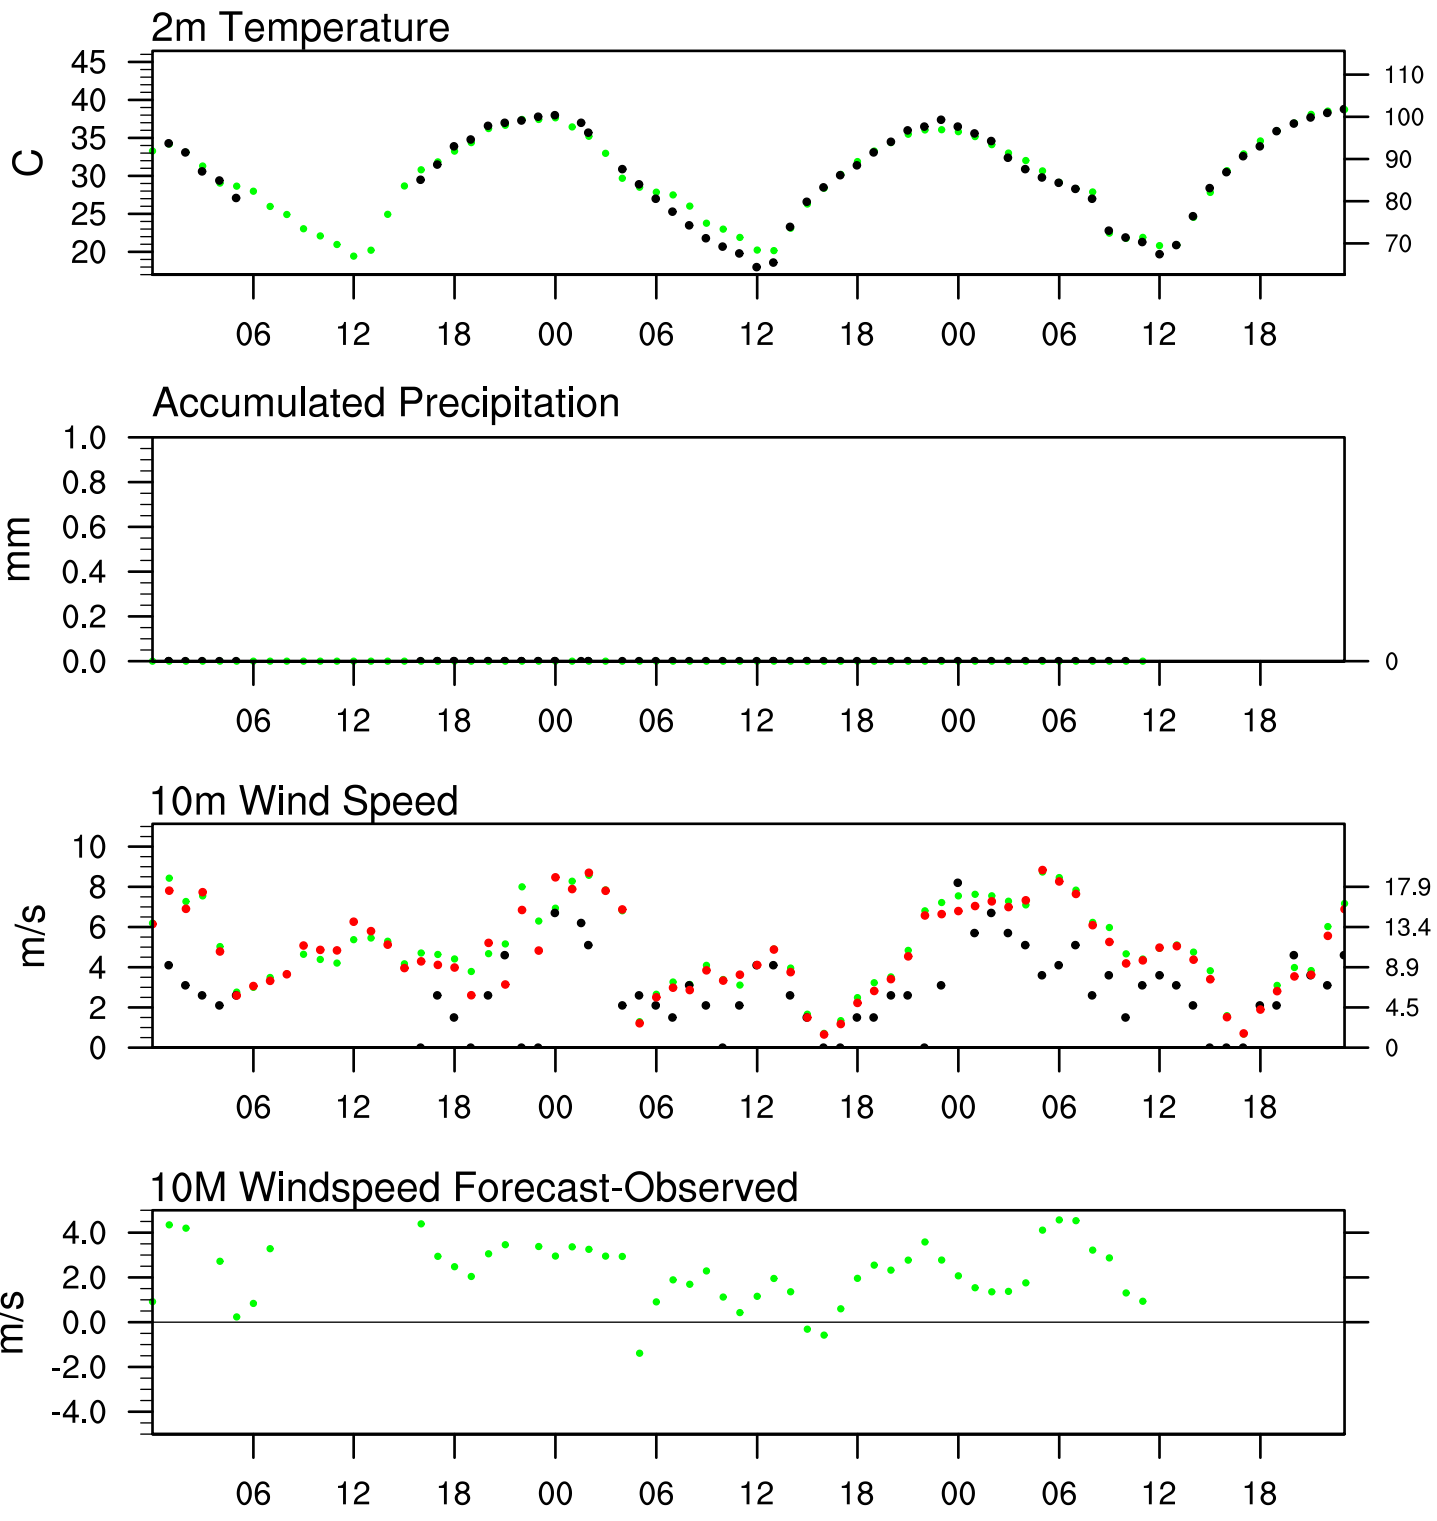 2m Temperature
45
40
35
30
25
20
C
110
100
90
80
70
06 12 18 00 06 12 18 00 06 12 18
Accumulated Precipitation
1.0
0.8
0.6
0.4
0.2
0.0
mm
0
06 12 18 00 06 12 18 00 06 12 18
10m Wind Speed
10
8
6
4
2
0
m/s
17.9
13.4
8.9
4.5
0
06 12 18 00 06 12 18 00 06 12 18
10M Windspeed Forecast-Observed
4.0
2.0
0.0
-2.0
-4.0
m/s
06 12 18 00 06 12 18 00 06 12 18